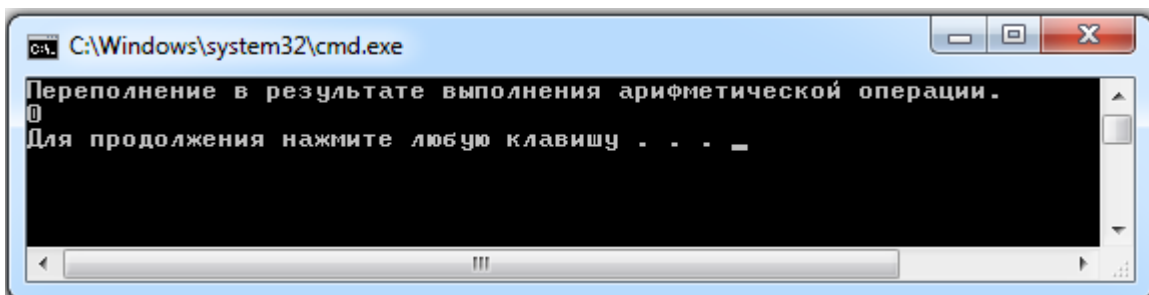 C:\Windows\system32\cmd.exe
Переполнение в результате выполнения арифметической операции.
0
Для продолжения нажмите любую клавишу . . . _